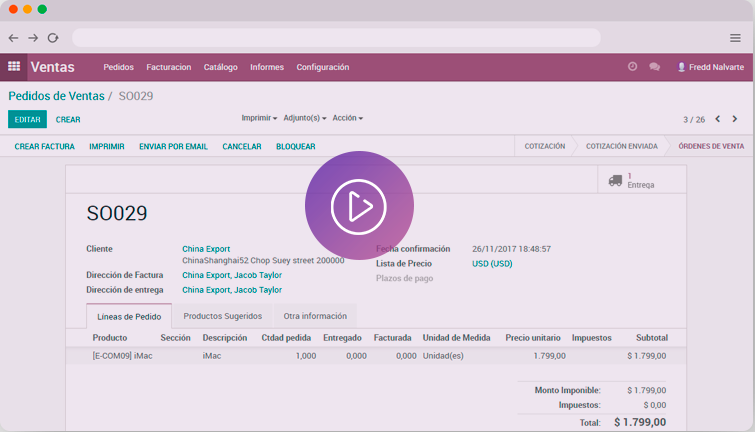 Ventas Pedidos Facturacion Catálogo Informes Configuración Fredd Nalvarte
Pedidos de Ventas / SO029
EDITAR CREAR Imprimir Adjunto(s) Acción 3 / 26
CREAR FACTURA IMPRIMIR ENVIAR POR EMAIL CANCELAR BLOQUEAR COTIZACIÓN COTIZACIÓN ENVIADA ÓRDENES DE VENTA
1
Entrega
SO029
Cliente China Export Fecha confirmación 26/11/2017 18:48:57
ChinaShanghai52 Chop Suey street 200000 Lista de Precio USD (USD)
Dirección de Factura China Export, Jacob Taylor Plazos de pago
Dirección de entrega China Export, Jacob Taylor
Líneas de Pedido Productos Sugeridos Otra información
Producto Sección Descripción Ctdad pedida Entregado Facturada Unidad de Medida Precio unitario Impuestos Subtotal
[E-COM09] iMac iMac 1,000 0,000 0,000 Unidad(es) 1.799,00 $ 1.799,00
Monto Imponible: $ 1.799,00
Impuestos: $ 0,00
Total: $ 1.799,00